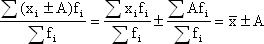 ∑(xᵢ ± A)fᵢ / ∑fᵢ = ∑xᵢfᵢ / ∑fᵢ ± ∑Afᵢ / ∑fᵢ = x̅ ± A